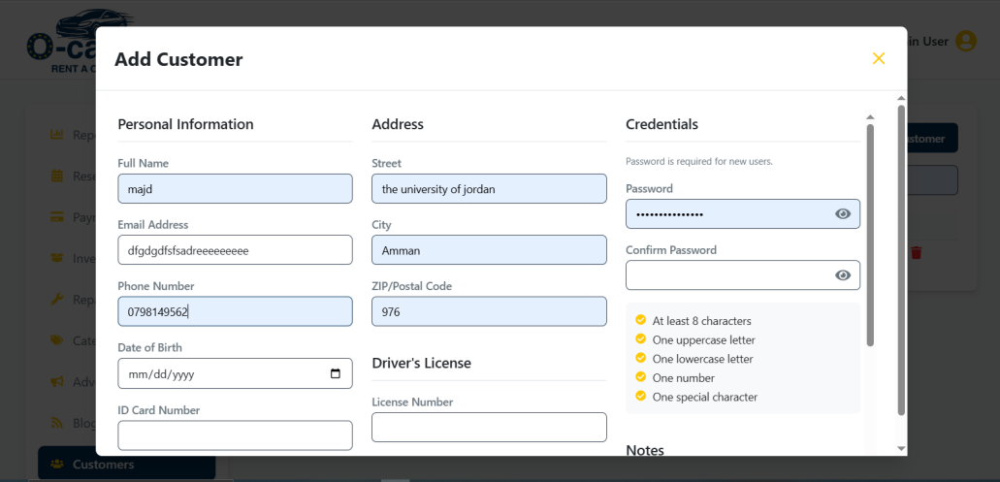 O-ca
RENT A C
in User
Add Customer
Personal Information
Full Name
majd
Email Address
dfgdgdfsfsadreeeeeeeee
Phone Number
0798149562
Date of Birth
mm/dd/yyyy
ID Card Number
Address
Street
the university of jordan
City
Amman
ZIP/Postal Code
976
Driver's License
License Number
Credentials
Password is required for new users.
Password
•••••••••••••••
Confirm Password
At least 8 characters
One uppercase letter
One lowercase letter
One number
One special character
Notes
Rep
Rese
Payr
Inve
Repa
Cate
Adv
Blog
Customers
stomer